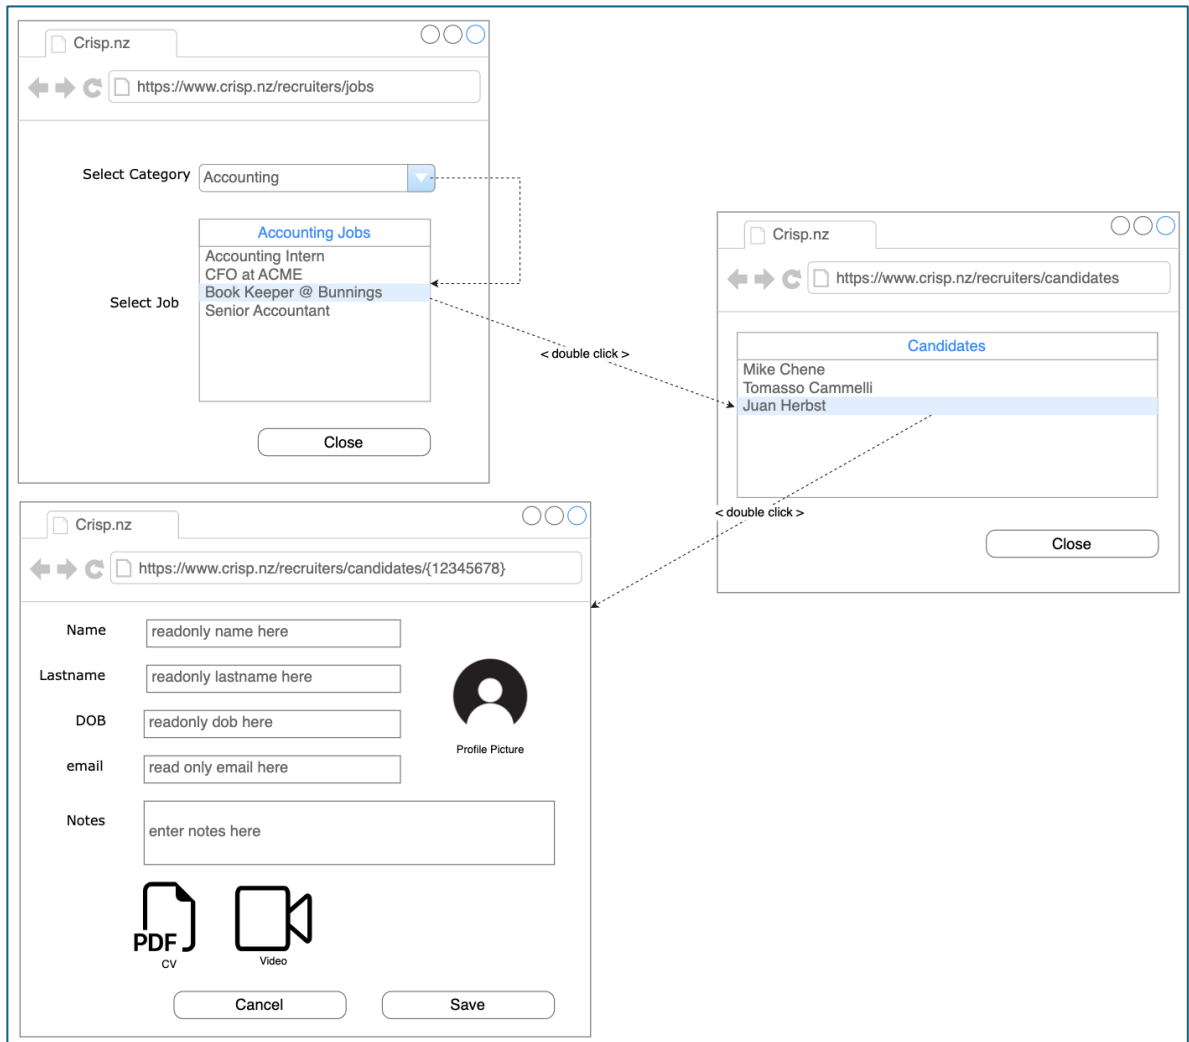 Crisp.nz
https://www.crisp.nz/recruiters/jobs
Select Category
Accounting
Accounting Jobs
Accounting Intern
CFO at ACME
Book Keeper @ Bunnings
Senior Accountant
Select Job
Close
< double click >
Crisp.nz
https://www.crisp.nz/recruiters/candidates
Candidates
Mike Chene
Tomasso Cammelli
Juan Herbst
Close
< double click >
Crisp.nz
https://www.crisp.nz/recruiters/candidates/{12345678}
Name
readonly name here
Lastname
readonly lastname here
DOB
readonly dob here
email
read only email here
Profile Picture
Notes
enter notes here
PDF
CV
Video
Cancel
Save